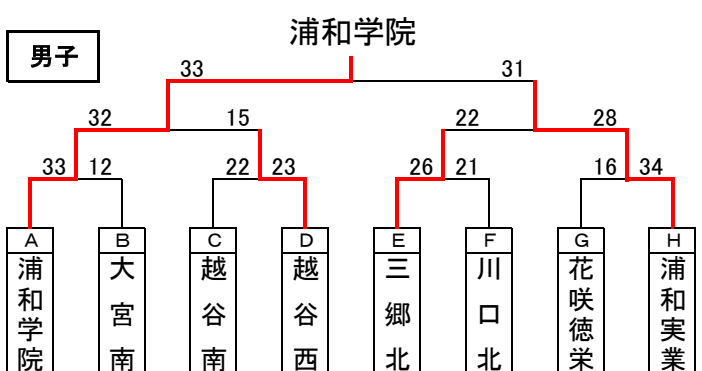 浦和学院
男子
33 31
32 15 22 28
33 12 22 23 26 21 16 34
A B C D E F G H
浦和学院
大宮南
越谷南
越谷西
三郷北
川口北
花咲徳栄
浦和実業